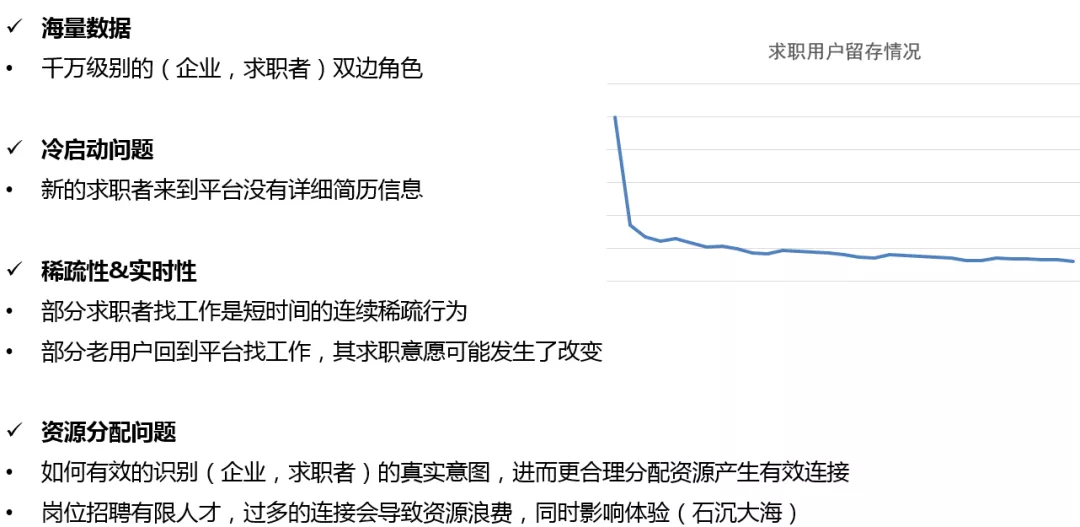 ✓ 海量数据
• 千万级别的（企业，求职者）双边角色
求职用户留存情况
✓ 冷启动问题
• 新的求职者来到平台没有详细简历信息
✓ 稀疏性&实时性
• 部分求职者找工作是短时间的连续稀疏行为
• 部分老用户回到平台找工作，其求职意愿可能发生了改变
✓ 资源分配问题
• 如何有效的识别（企业，求职者）的真实意图，进而更合理分配资源产生有效连接
• 岗位招聘有限人才，过多的连接会导致资源浪费，同时影响体验（石沉大海）